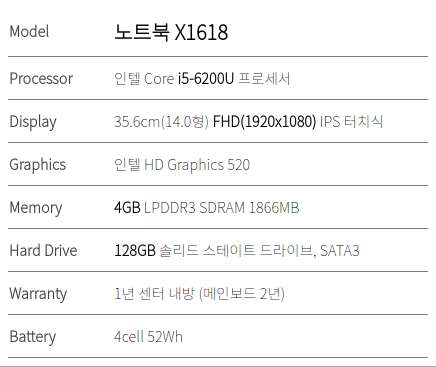 Model 노트북 X1618
Processor 인텔 Core i5-6200U 프로세서
Display 35.6cm(14.0형) FHD(1920x1080) IPS 터치식
Graphics 인텔 HD Graphics 520
Memory 4GB LPDDR3 SDRAM 1866MB
Hard Drive 128GB 솔리드 스테이트 드라이브, SATA3
Warranty 1년 센터 내방 (메인보드 2년)
Battery 4cell 52Wh